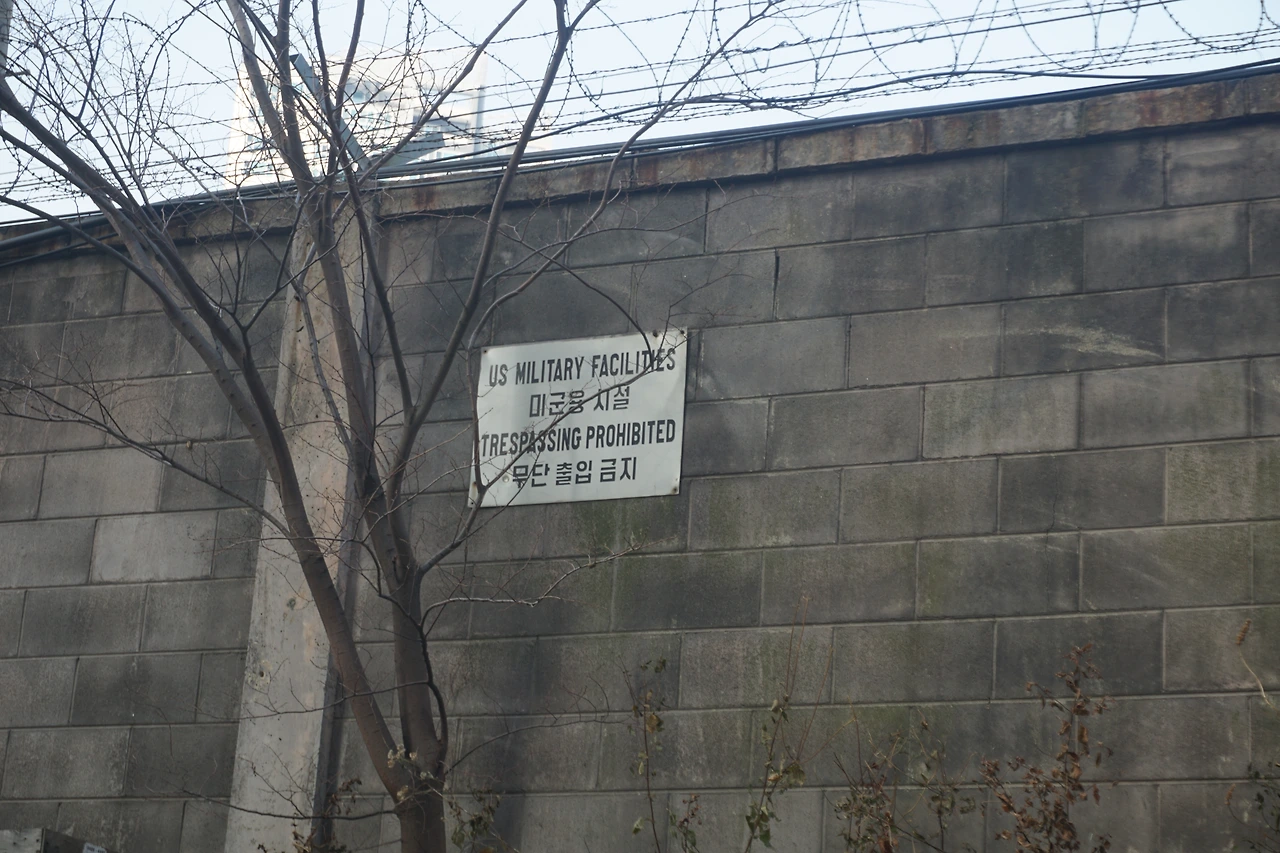 US MILITARY FACILITIES
미군용 시설
TRESPASSING PROHIBITED
무단 출입 금지